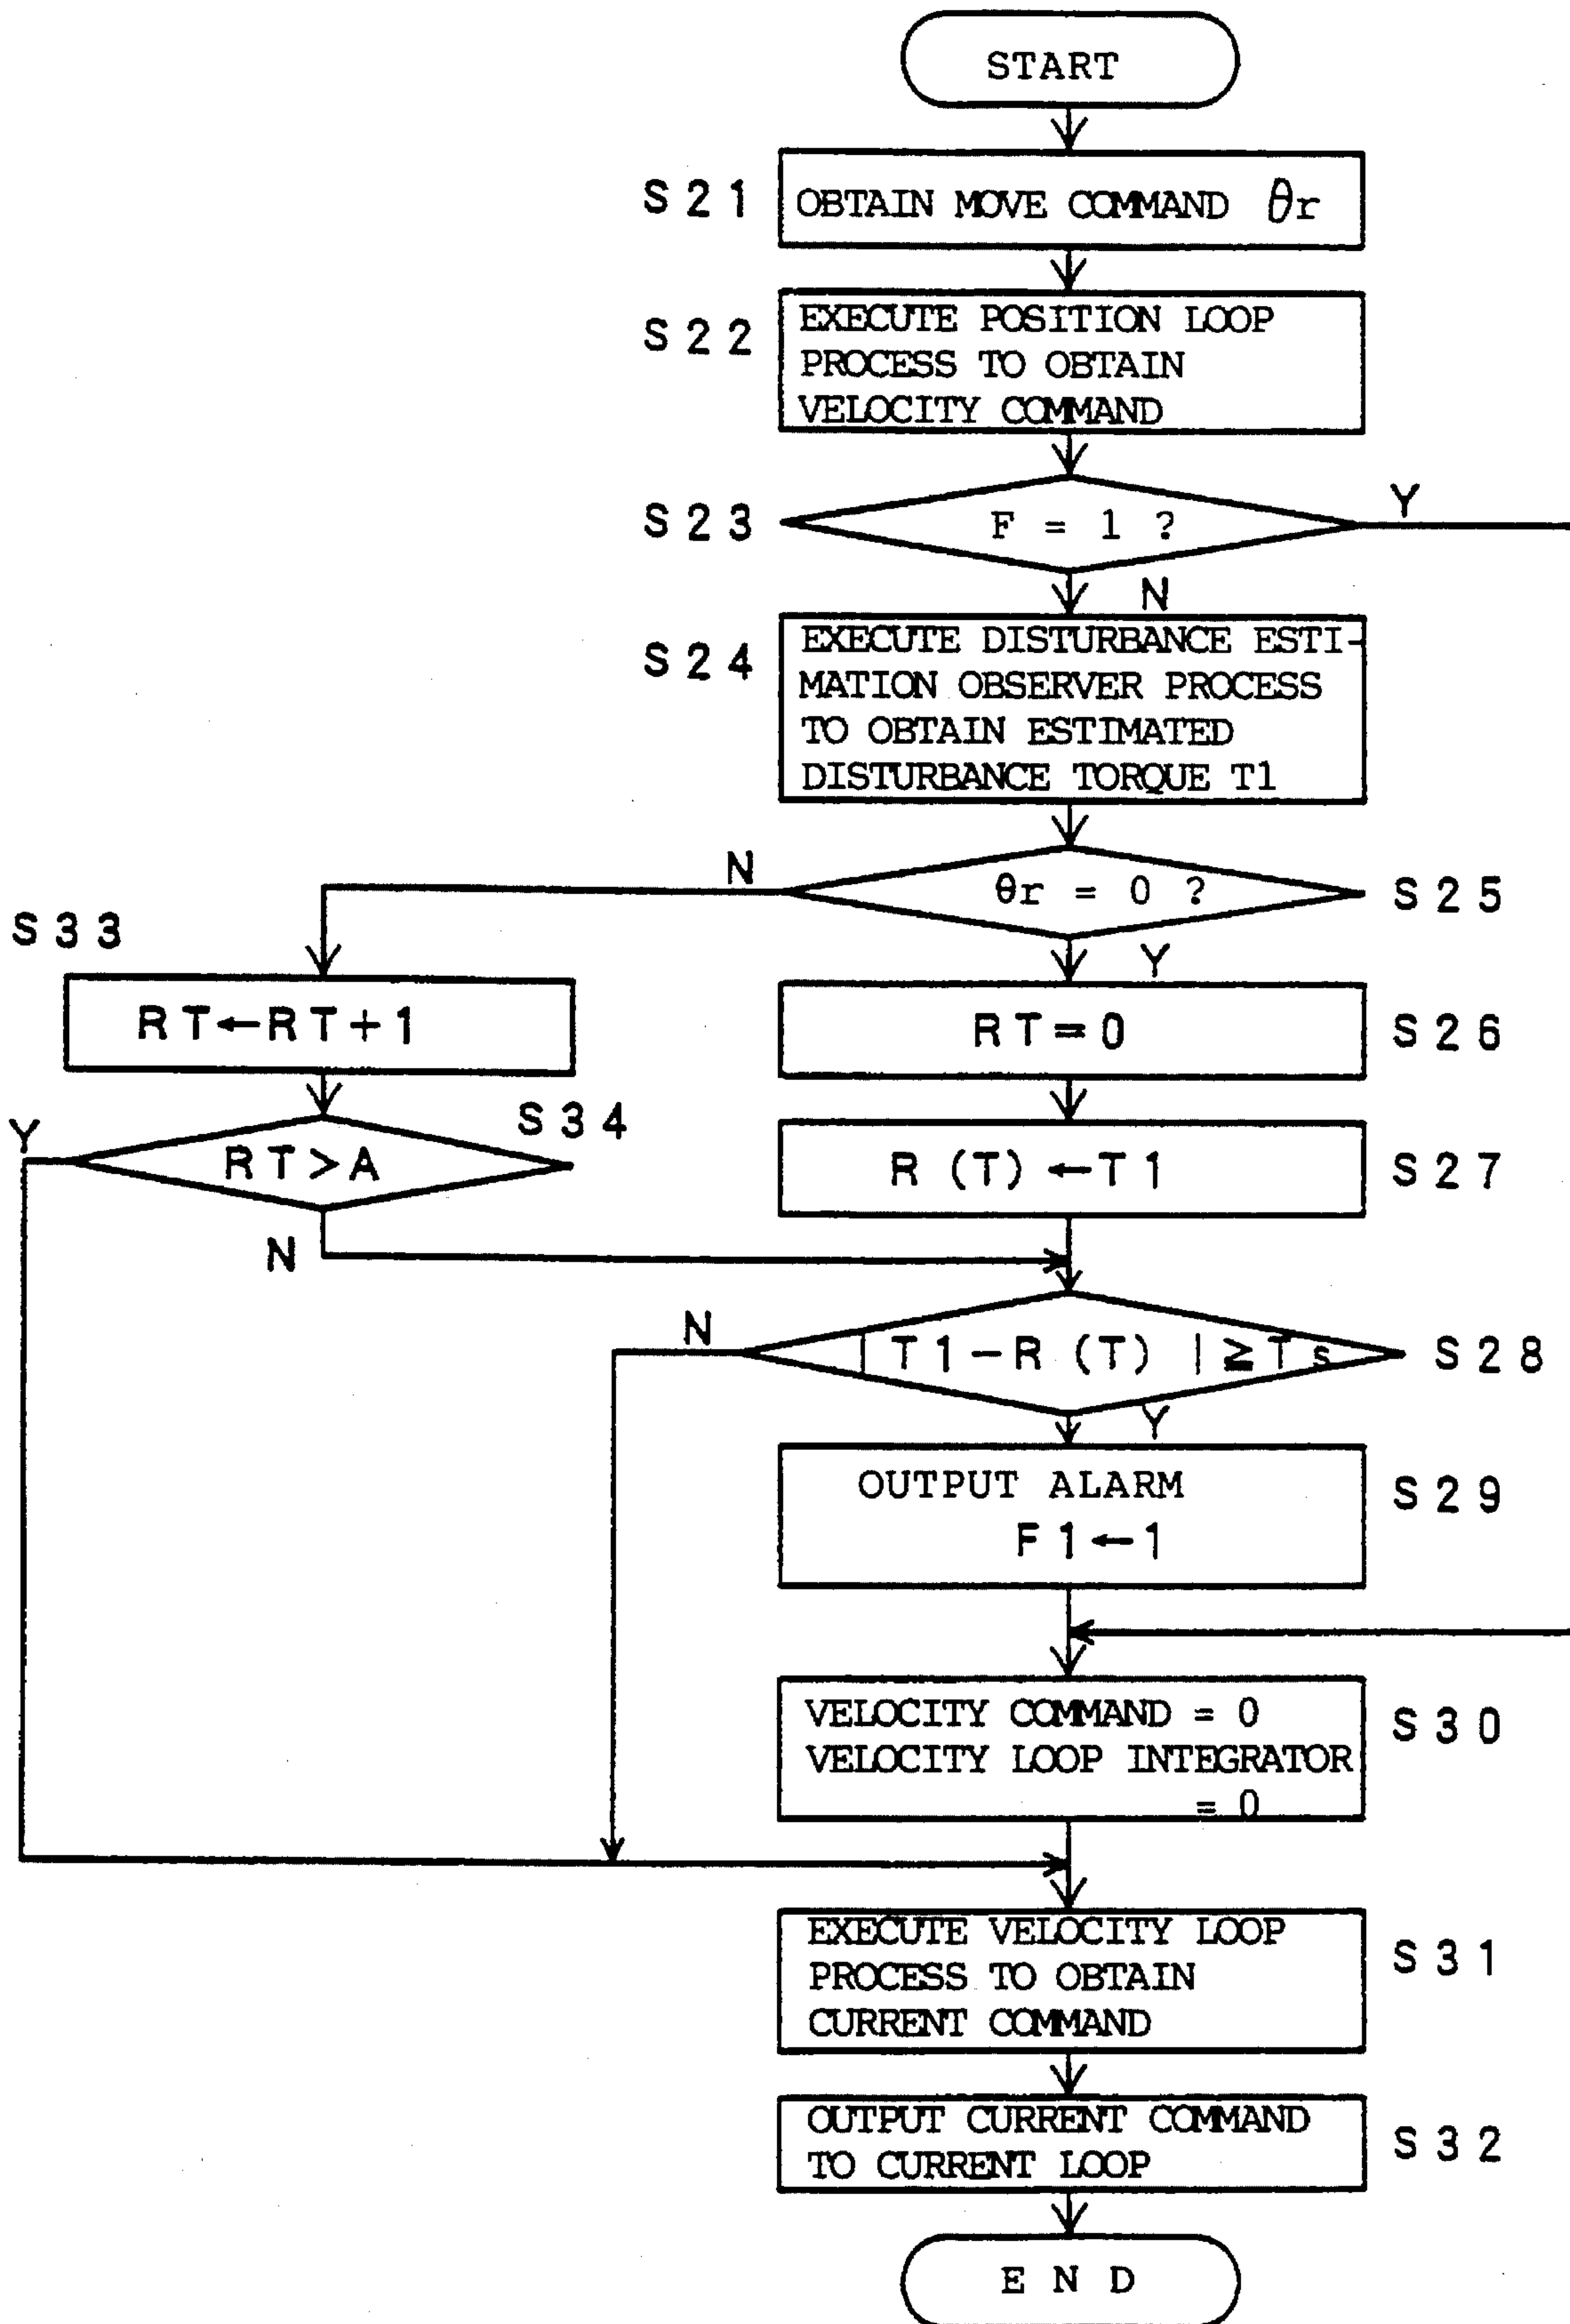 START
S21
OBTAIN MOVE COMMAND θr
S22
EXECUTE POSITION LOOP
PROCESS TO OBTAIN
VELOCITY COMMAND
S23
F = 1 ?
Y
N
S24
EXECUTE DISTURBANCE ESTI-
MATION OBSERVER PROCESS
TO OBTAIN ESTIMATED
DISTURBANCE TORQUE T1
N
θr = 0 ?
S25
Y
S33
RT←RT+1
RT=0
S26
Y
RT>A
S34
N
R (T) ←T1
S27
N
|T1-R (T) | ≧Ts
S28
Y
OUTPUT ALARM
F1←1
S29
VELOCITY COMMAND = 0
VELOCITY LOOP INTEGRATOR
= 0
S30
EXECUTE VELOCITY LOOP
PROCESS TO OBTAIN
CURRENT COMMAND
S31
OUTPUT CURRENT COMMAND
TO CURRENT LOOP
S32
END